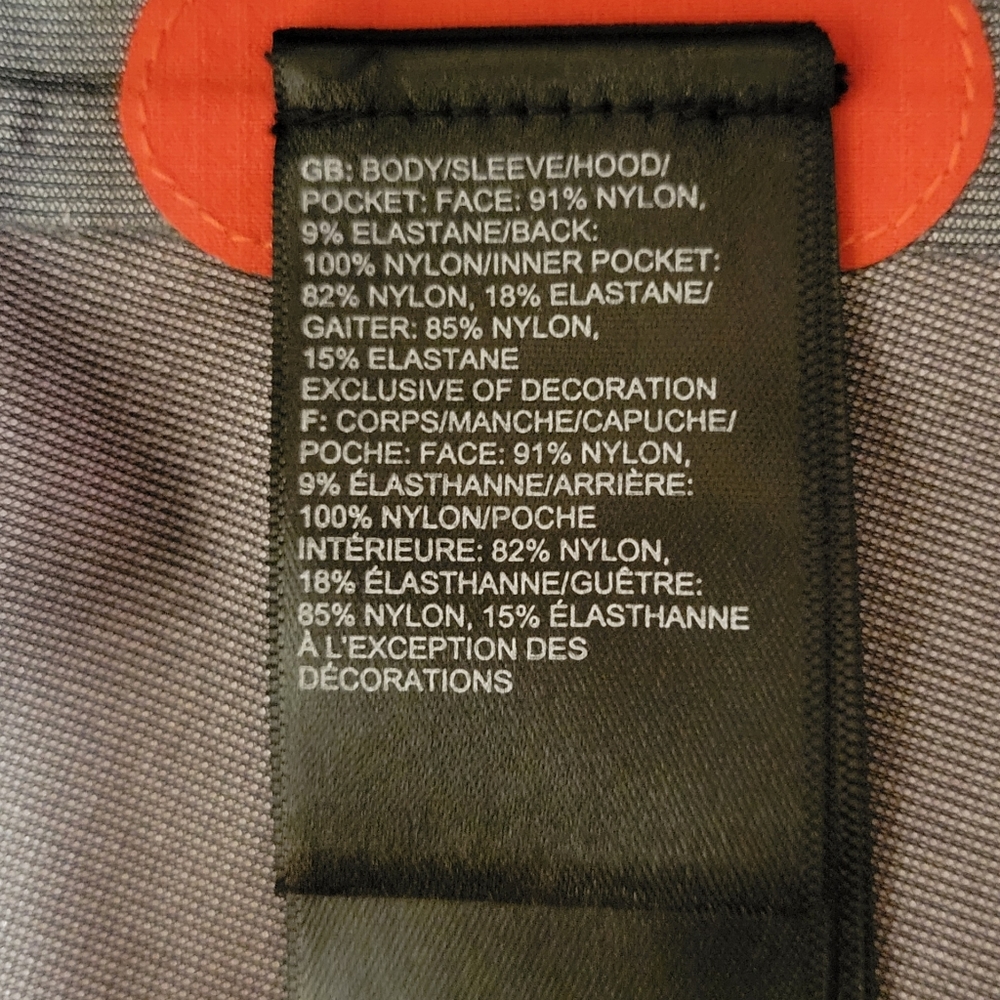 GB: BODY/SLEEVE/HOOD/
POCKET: FACE: 91% NYLON,
9% ELASTANE/BACK:
100% NYLON/INNER POCKET:
82% NYLON, 18% ELASTANE/
GAITER: 85% NYLON,
15% ELASTANE
EXCLUSIVE OF DECORATION
F: CORPS/MANCHE/CAPUCHE/
POCHE: FACE: 91% NYLON,
9% ÉLASTHANNE/ARRIÈRE:
100% NYLON/POCHE
INTÉRIEURE: 82% NYLON,
18% ÉLASTHANNE/GUÊTRE:
85% NYLON, 15% ÉLASTHANNE
À L'EXCEPTION DES
DÉCORATIONS